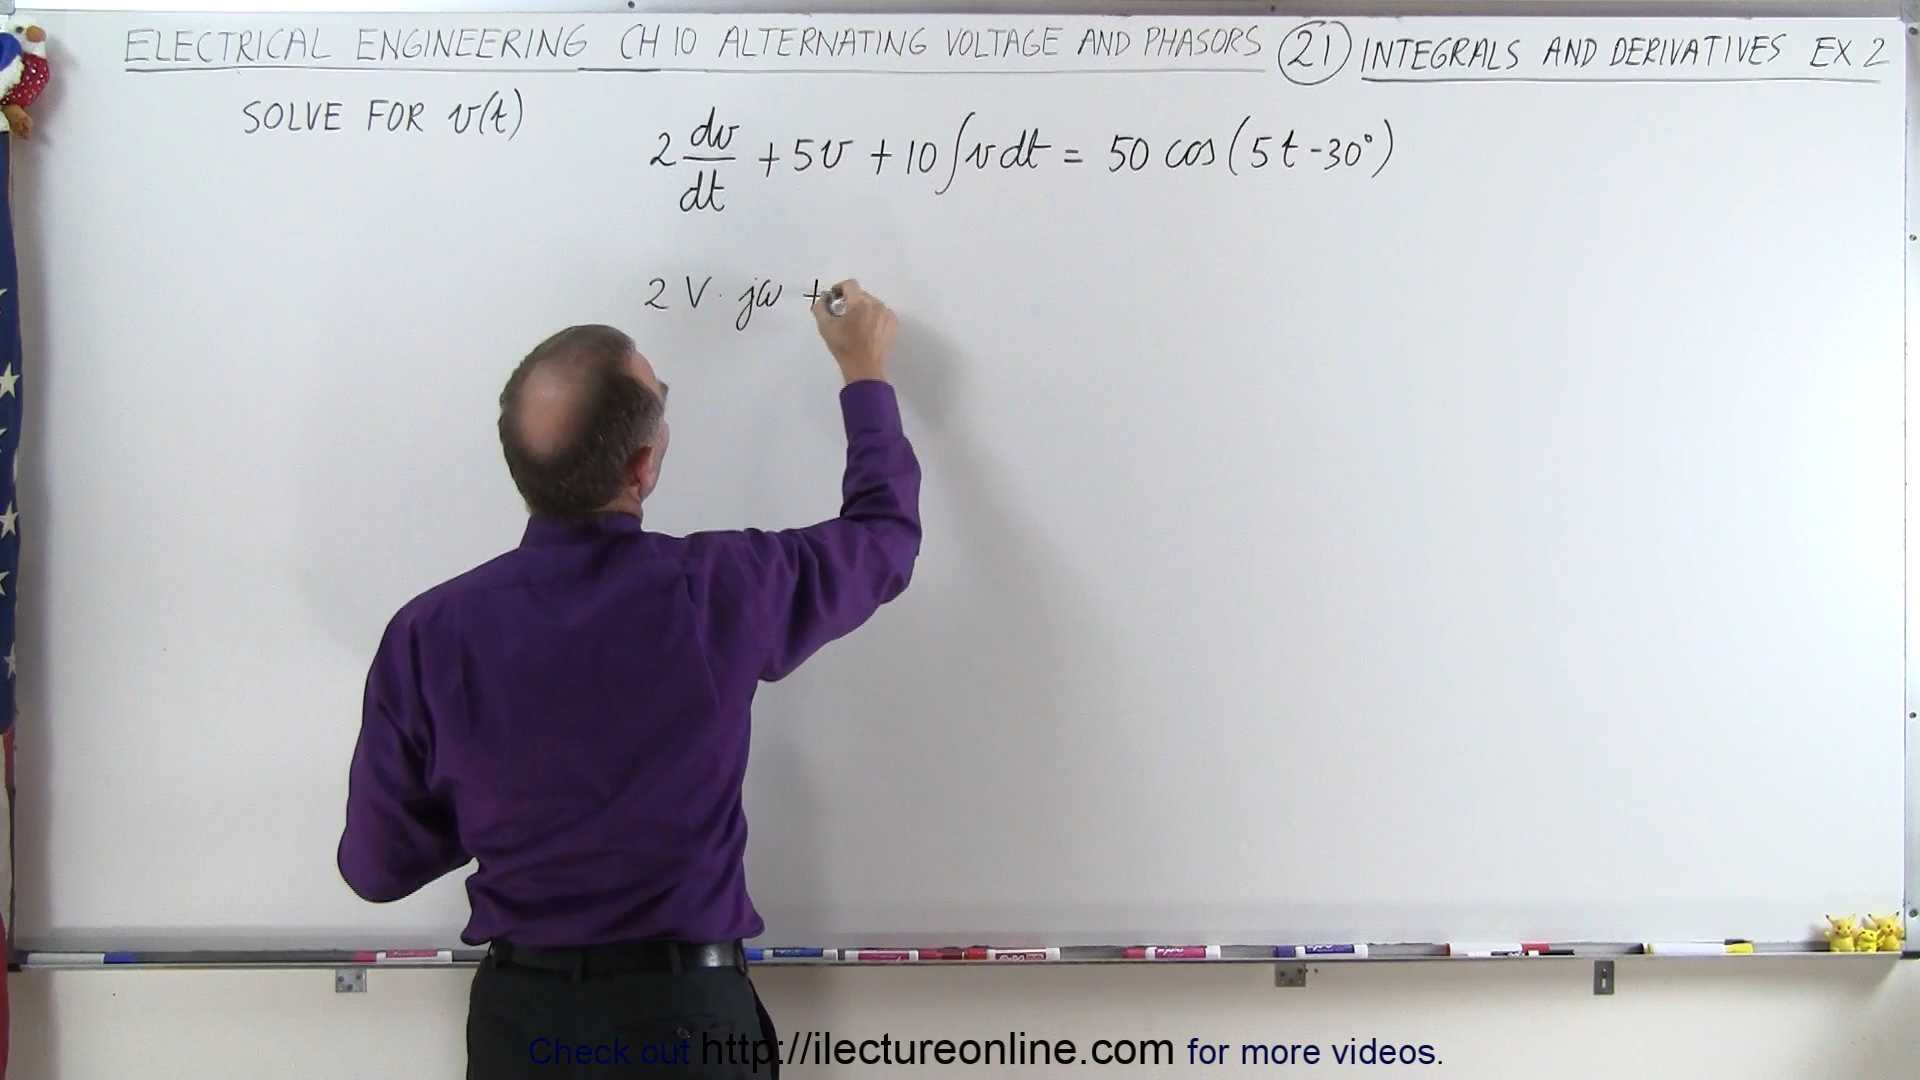 ELECTRICAL ENGINEERING CH 10 ALTERNATING VOLTAGE AND PHASORS (21) INTEGRALS AND DERIVATIVES EX 2
SOLVE FOR v(t)
2 dv/dt + 5v + 10 ∫v dt = 50 cos(5t - 30°)
2 V · jω +
Check out http://ilectureonline.com for more videos.